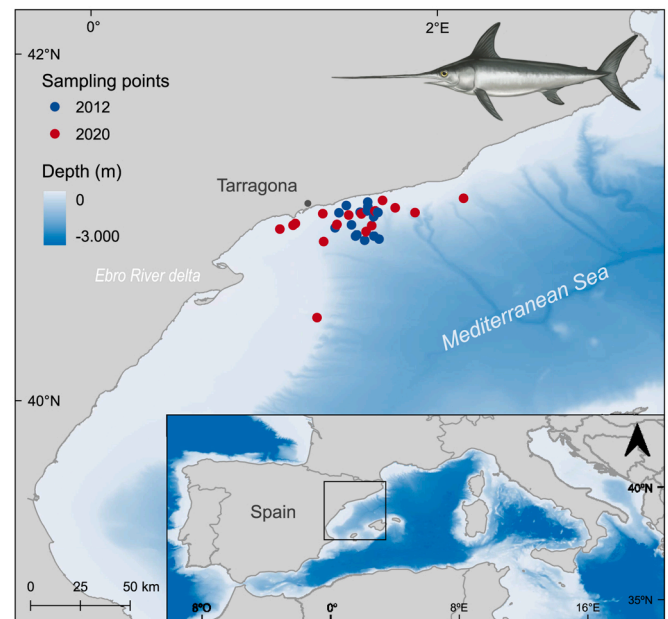 0°
2°E
42°N
Sampling points
2012
2020
Depth (m)
0
-3.000
Tarragona
Ebro River delta
Mediterranean Sea
40°N
Spain
40°N
35°N
0
25
50 km
8°O
0°
8°E
16°E